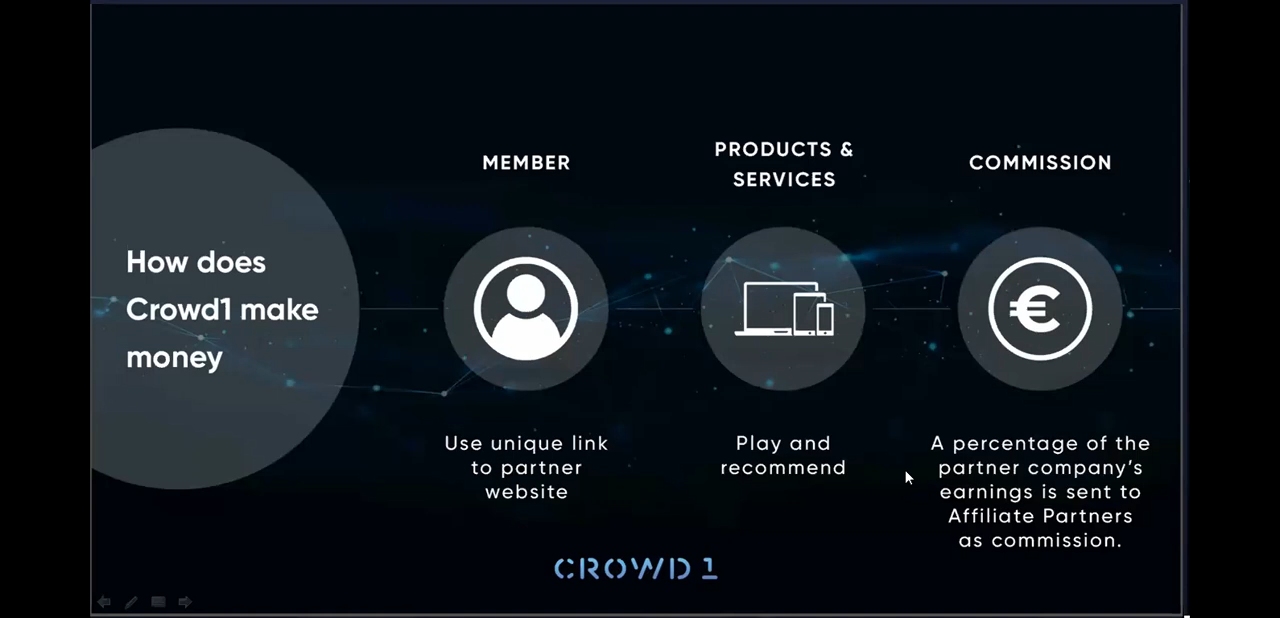 How does
Crowd1 make
money
MEMBER
Use unique link
to partner
website
PRODUCTS &
SERVICES
Play and
recommend
COMMISSION
€
A percentage of the
partner company’s
earnings is sent to
Affiliate Partners
as commission.
CROWD 1